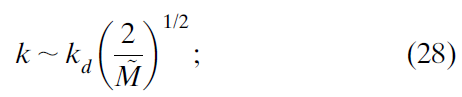 k ~ k_d (2 / M̃)^{1/2} ; (28)